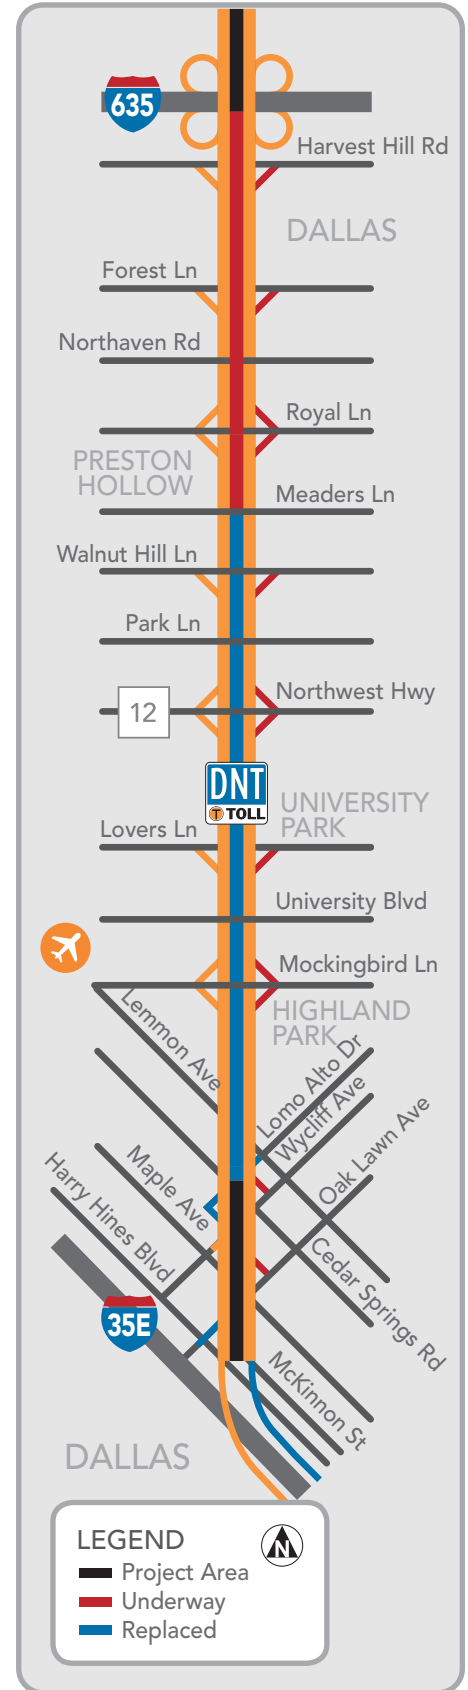 635
Harvest Hill Rd
DALLAS
Forest Ln
Northaven Rd
Royal Ln
PRESTON
HOLLOW
Meaders Ln
Walnut Hill Ln
Park Ln
Northwest Hwy
12
DNT
T TOLL
UNIVERSITY
PARK
Lovers Ln
University Blvd
Mockingbird Ln
HIGHLAND
PARK
Lemmon Ave
Lomo Alto Dr
Wycliff Ave
Oak Lawn Ave
Maple Ave
Harry Hines Blvd
Cedar Springs Rd
35E
McKinnon St
DALLAS
LEGEND
N
Project Area
Underway
Replaced